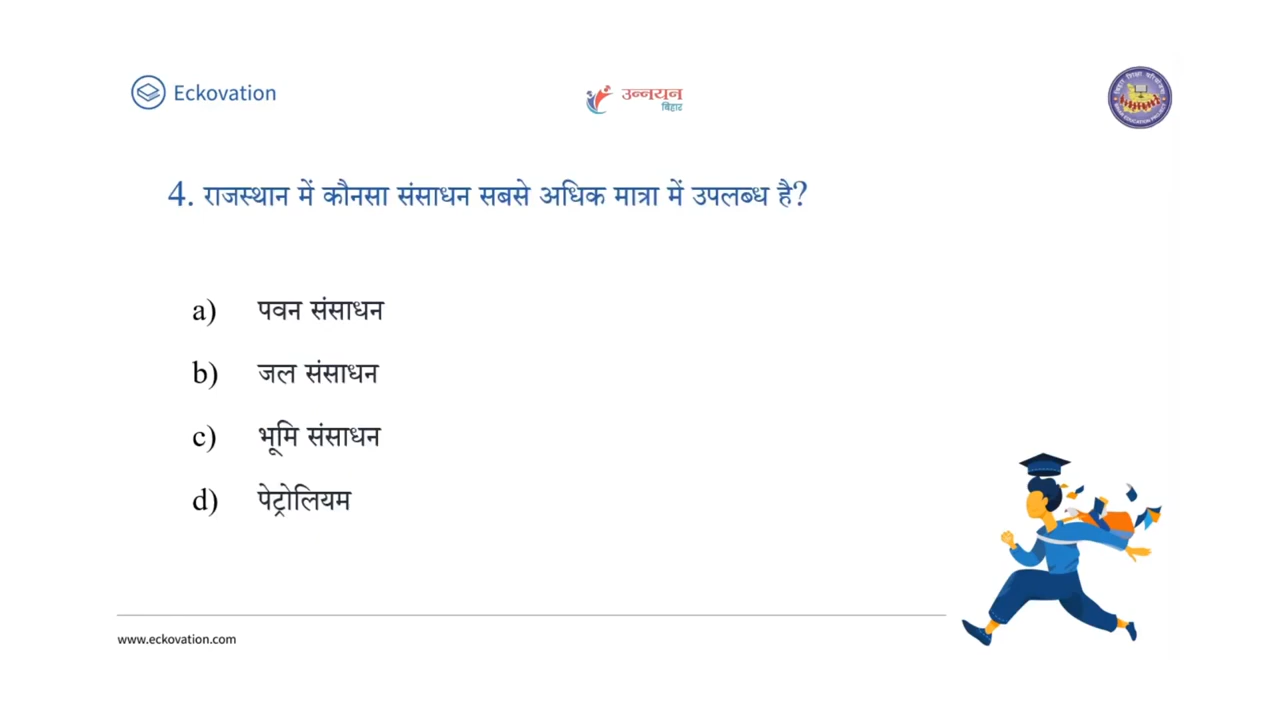 Eckovation
उन्नयन
बिहार
4. राजस्थान में कौनसा संसाधन सबसे अधिक मात्रा में उपलब्ध है?
a) पवन संसाधन
b) जल संसाधन
c) भूमि संसाधन
d) पेट्रोलियम
www.eckovation.com